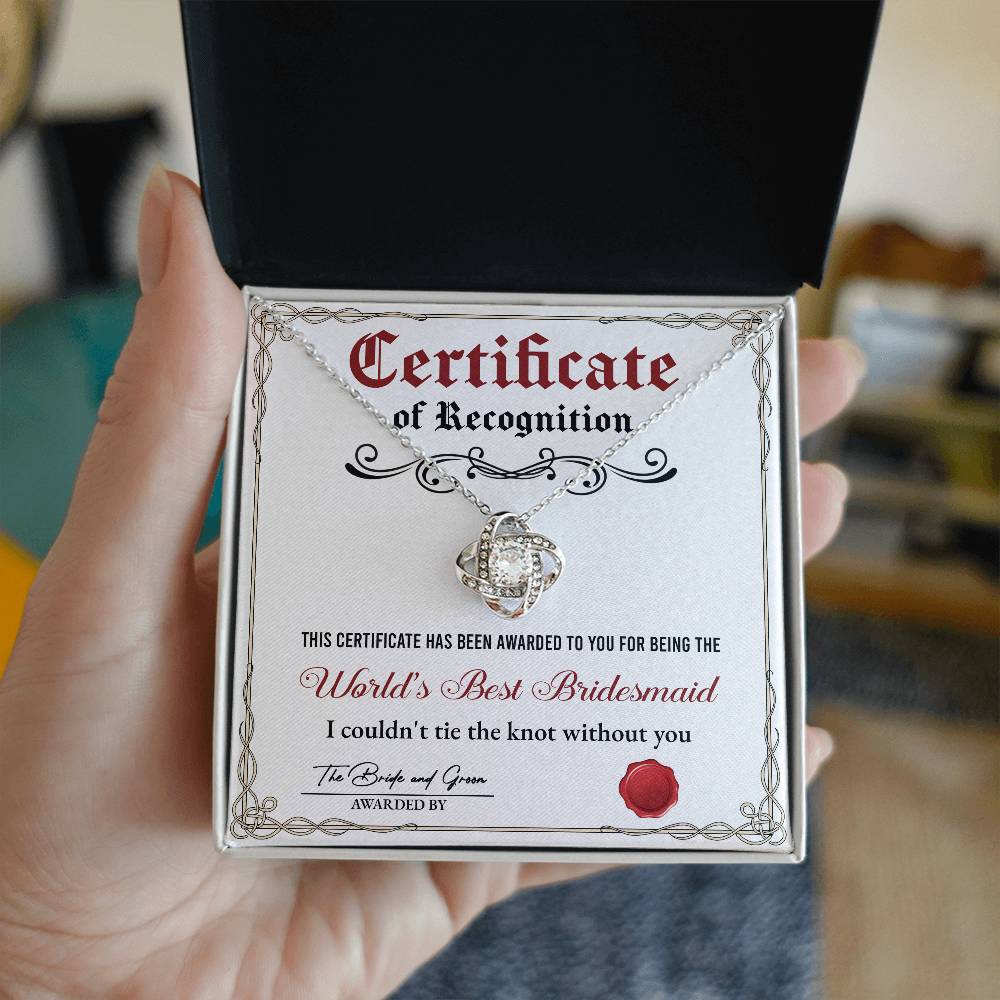 Certificate
of Recognition
THIS CERTIFICATE HAS BEEN AWARDED TO YOU FOR BEING THE
World's Best Bridesmaid
I couldn't tie the knot without you
The Bride and Groom
AWARDED BY